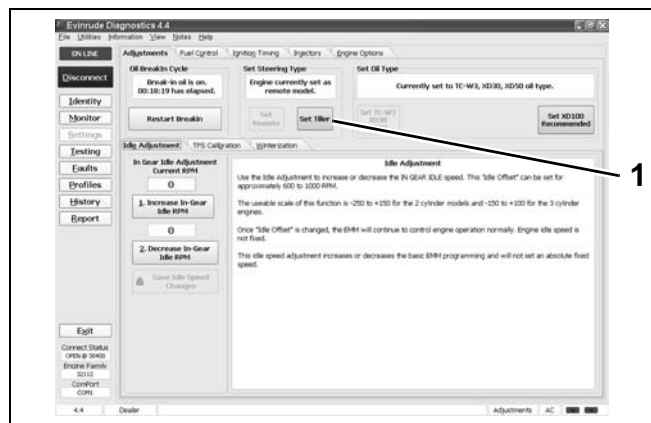 Evinrude Diagnostics 4.4
File Utilities Information View Notes Help
ON LINE
Disconnect
Identity
Monitor
Settings
Testing
Faults
Profiles
History
Report
Exit
Connect Status
OPEN @ 38400
Engine Family
32112
ComPort
COM1
Adjustments Fuel Control Ignition Timing Injectors Engine Options
Oil Breakin Cycle
Break-in oil is on.
00:18:19 has elapsed.
Restart Breakin
Set Steering Type
Engine currently set as
remote model.
Set
Remote
Set Tiller
Set Oil Type
Currently set to TC-W3, XD30, XD50 oil type.
Set TC-W3
XD30
Set XD100
Recommended
1
Idle Adjustment TPS Calibration Winterization
In Gear Idle Adjustment
Current RPM
0
1. Increase In-Gear
Idle RPM
0
2. Decrease In-Gear
Idle RPM
Save Idle Speed
Changes
Idle Adjustment
Use the Idle Adjustment to increase or decrease the IN GEAR IDLE speed. This "Idle Offset" can be set for
approximately 600 to 1000 RPM.
The useable scale of this function is -250 to +150 for the 2 cylinder models and -150 to +100 for the 3 cylinder
engines.
Once "Idle Offset" is changed, the EMM will continue to control engine operation normally. Engine idle speed is
not fixed.
This idle speed adjustment increases or decreases the basic EMM programming and will not set an absolute fixed
speed.
4.4 Dealer Adjustments AC